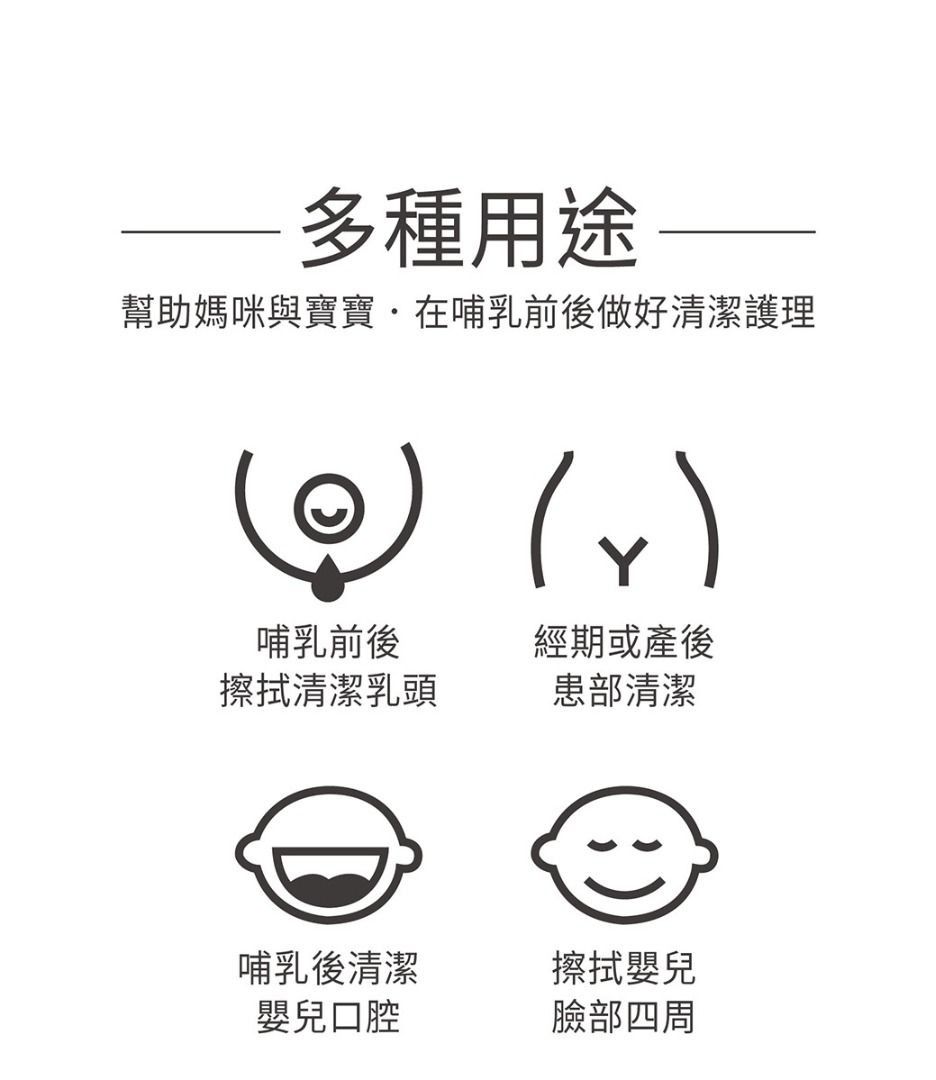 多種用途
幫助媽咪與寶寶・在哺乳前後做好清潔護理
哺乳前後
擦拭清潔乳頭
經期或產後
患部清潔
哺乳後清潔
嬰兒口腔
擦拭嬰兒
臉部四周